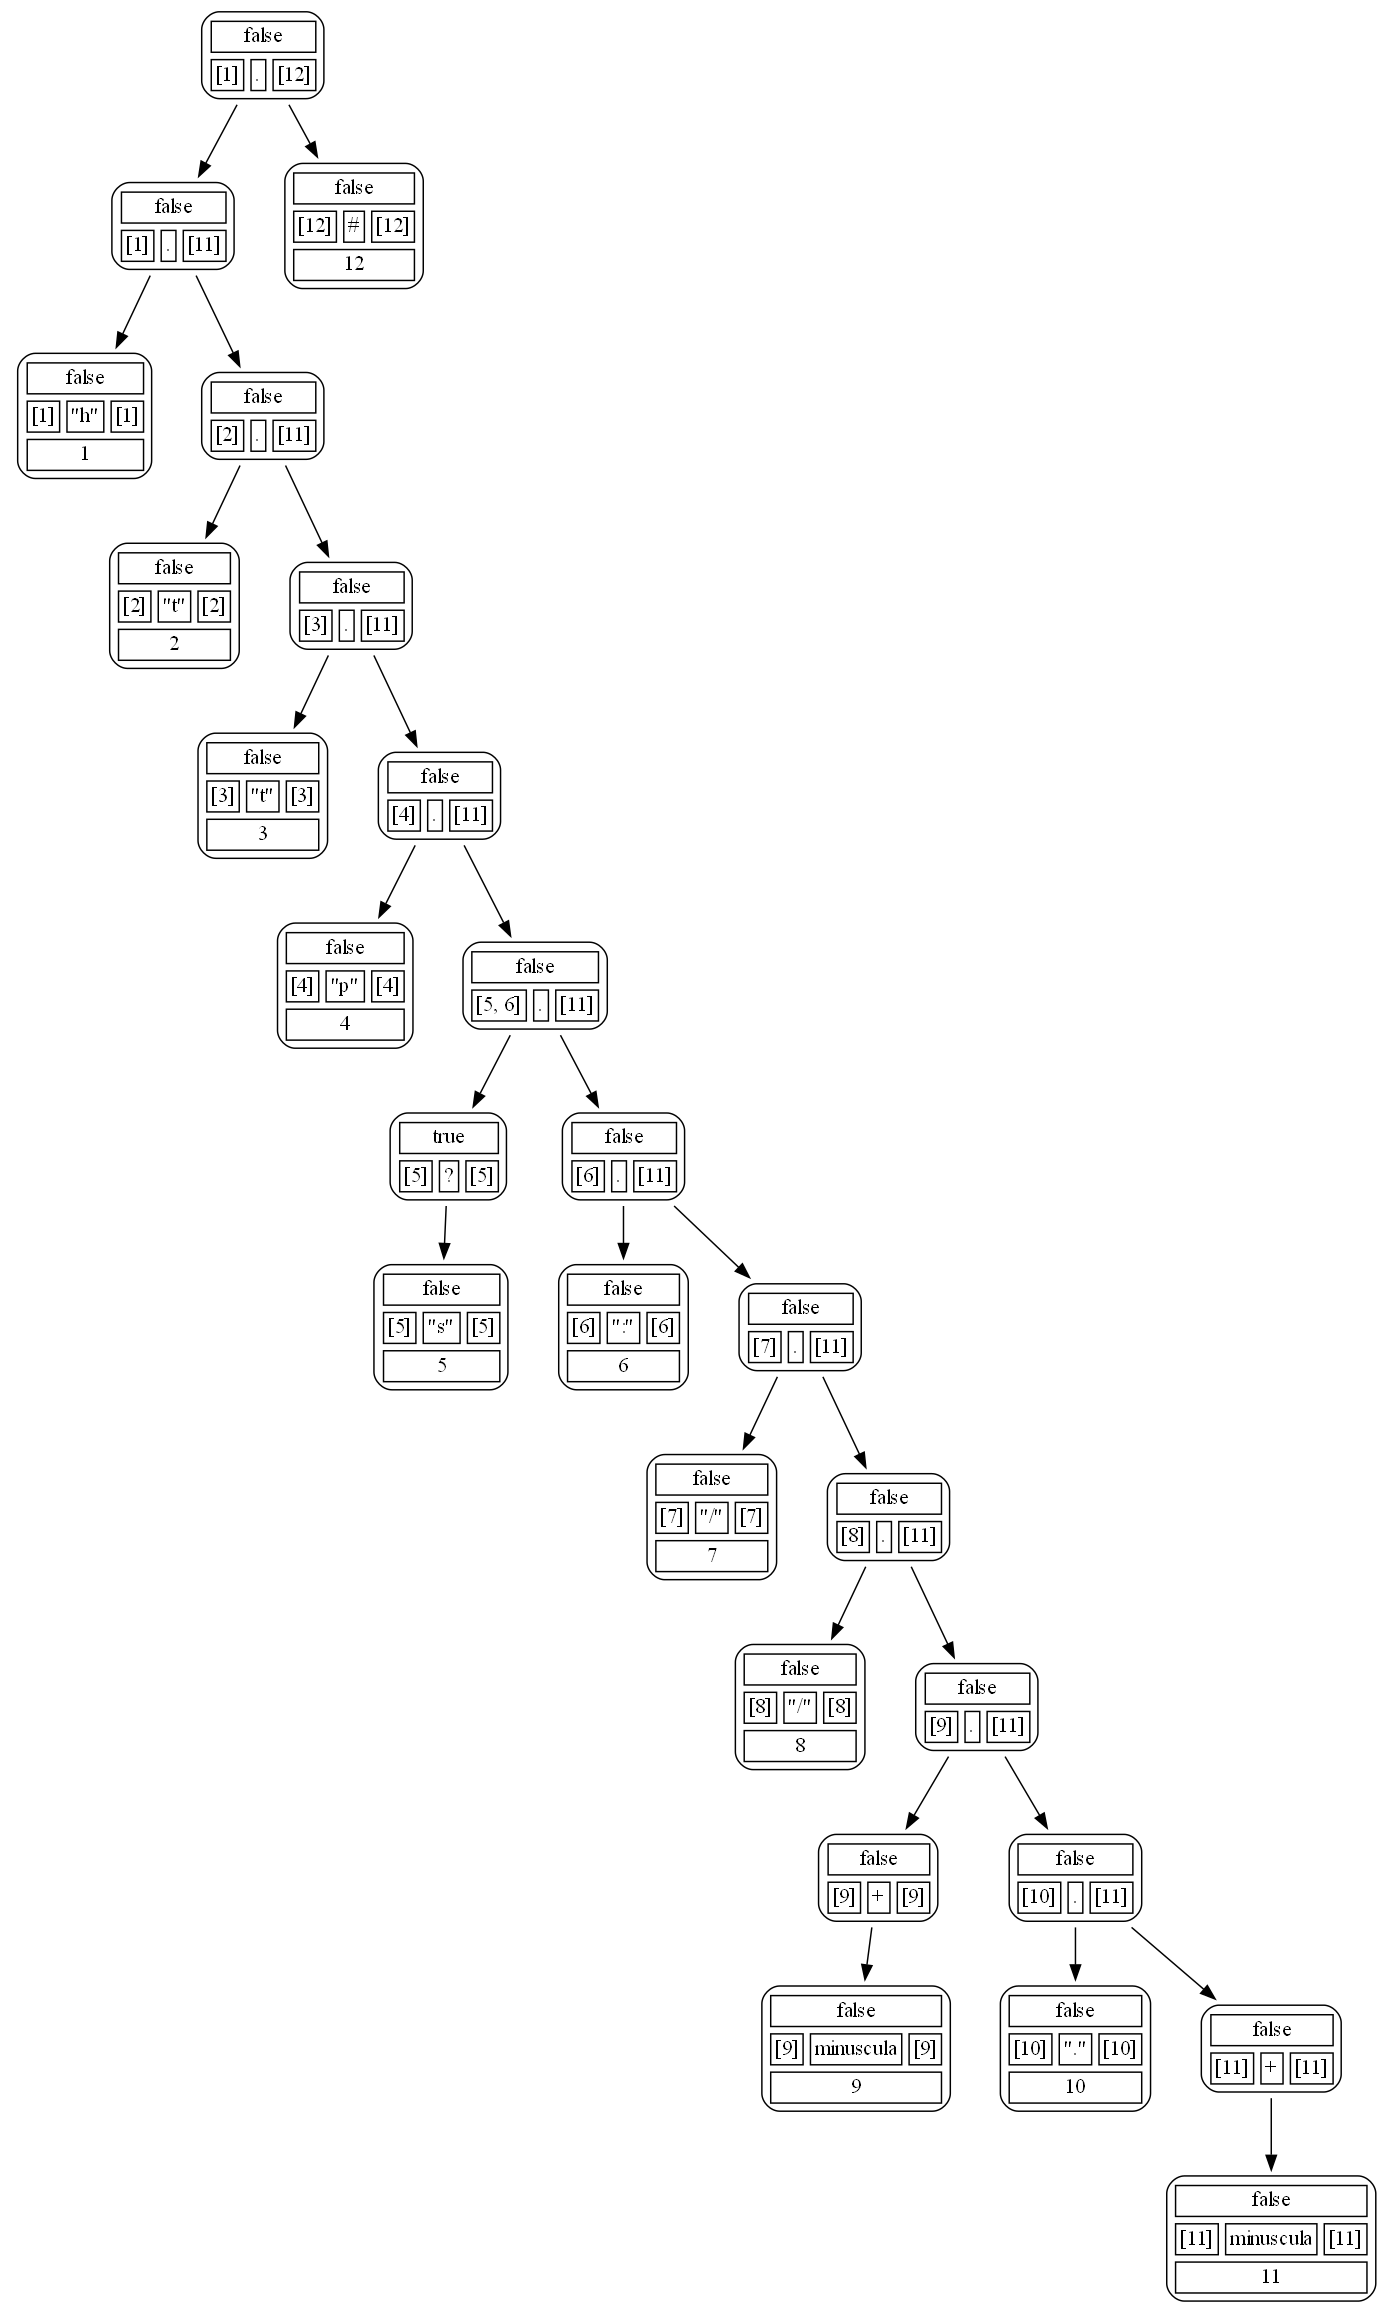 false
[1] . [12]
false
[1] . [11]
false
[12] # [12]
12
false
[1] "h" [1]
1
false
[2] . [11]
false
[2] "t" [2]
2
false
[3] . [11]
false
[3] "t" [3]
3
false
[4] . [11]
false
[4] "p" [4]
4
false
[5, 6] . [11]
true
[5] ? [5]
false
[6] . [11]
false
[5] "s" [5]
5
false
[6] ":" [6]
6
false
[7] . [11]
false
[7] "/" [7]
7
false
[8] . [11]
false
[8] "/" [8]
8
false
[9] . [11]
false
[9] + [9]
false
[10] . [11]
false
[9] minuscula [9]
9
false
[10] "." [10]
10
false
[11] + [11]
false
[11] minuscula [11]
11